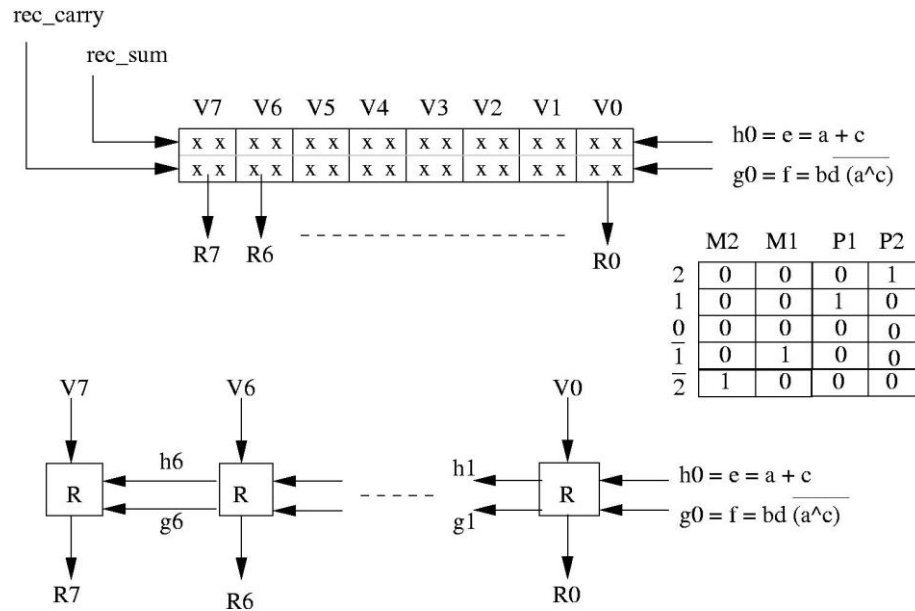 rec_carry
rec_sum
V7 V6 V5 V4 V3 V2 V1 V0
x x x x x x x x x x x x x x x x
h0 = e = a + c
x x x x x x x x x x x x x x x x
g0 = f = bd (a^c)
R7 R6 R0
M2 M1 P1 P2
2 0 0 0 1
1 0 0 1 0
0 0 0 0 0
1 0 1 0 0
2 1 0 0 0
V7 V6 V0
h6 h1
h0 = e = a + c
R R R
g6 g1
g0 = f = bd (a^c)
R7 R6 R0